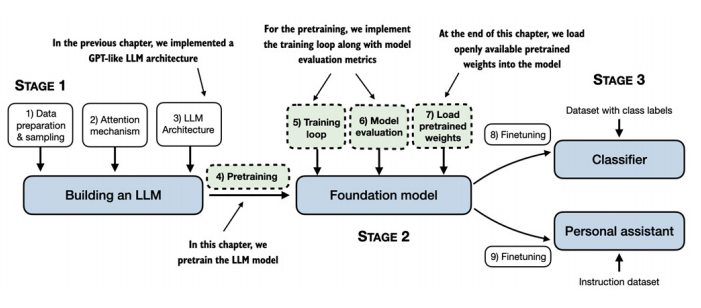 In the previous chapter, we implemented a
GPT-like LLM architecture
For the pretraining, we implement
the training loop along with model
evaluation metrics
At the end of this chapter, we load
openly available pretrained
weights into the model
STAGE 1
STAGE 3
1) Data
preparation
& sampling
2) Attention
mechanism
3) LLM
Architecture
5) Training
loop
6) Model
evaluation
7) Load
pretrained
weights
Dataset with class labels
8) Finetuning
Classifier
4) Pretraining
Building an LLM
Foundation model
STAGE 2
In this chapter, we
pretrain the LLM model
Personal assistant
9) Finetuning
Instruction dataset